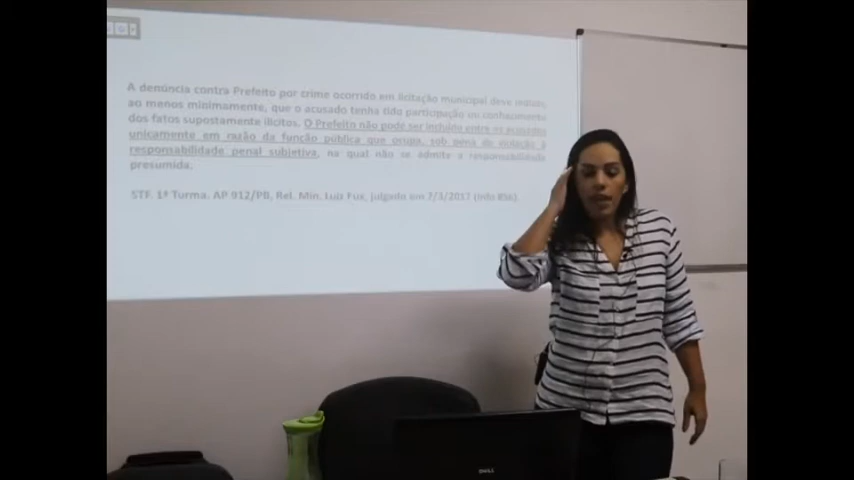 A denúncia contra Prefeito por crime ocorrido em licitação municipal deve indicar,
ao menos minimamente, que o acusado tenha tido participação ou conhecimento
dos fatos supostamente ilícitos. O Prefeito não pode ser incluído entre os acusados
unicamente em razão da função pública que ocupa, sob pena de violação à
responsabilidade penal subjetiva, na qual não se admite a responsabilidade
presumida.
STF. 1ª Turma. AP 912/PB, Rel. Min. Luiz Fux, julgado em 7/3/2017 (Info 856).
DELL